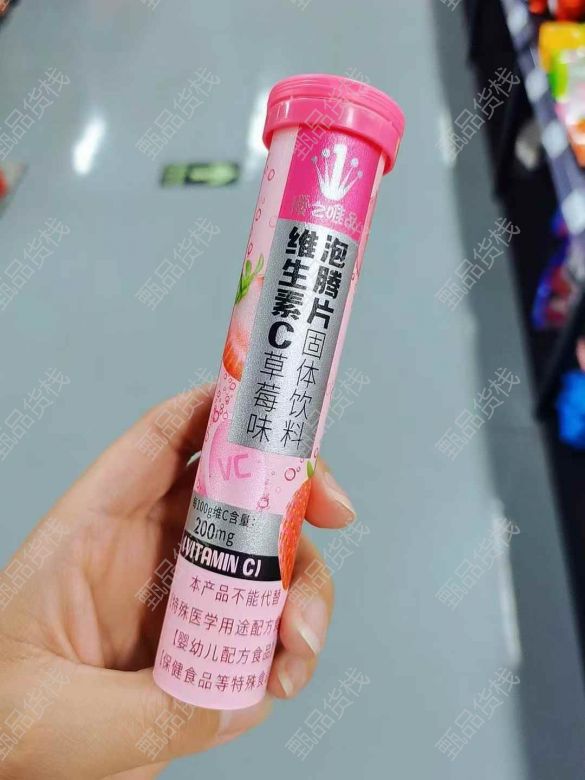 维生素C
泡腾片固体饮料
草莓味
VC
每100g维C含量:
200mg
VITAMIN C
本产品不能代替
特殊医学用途配方
【婴幼儿配方食品
【保健食品等特殊食
甄品货栈